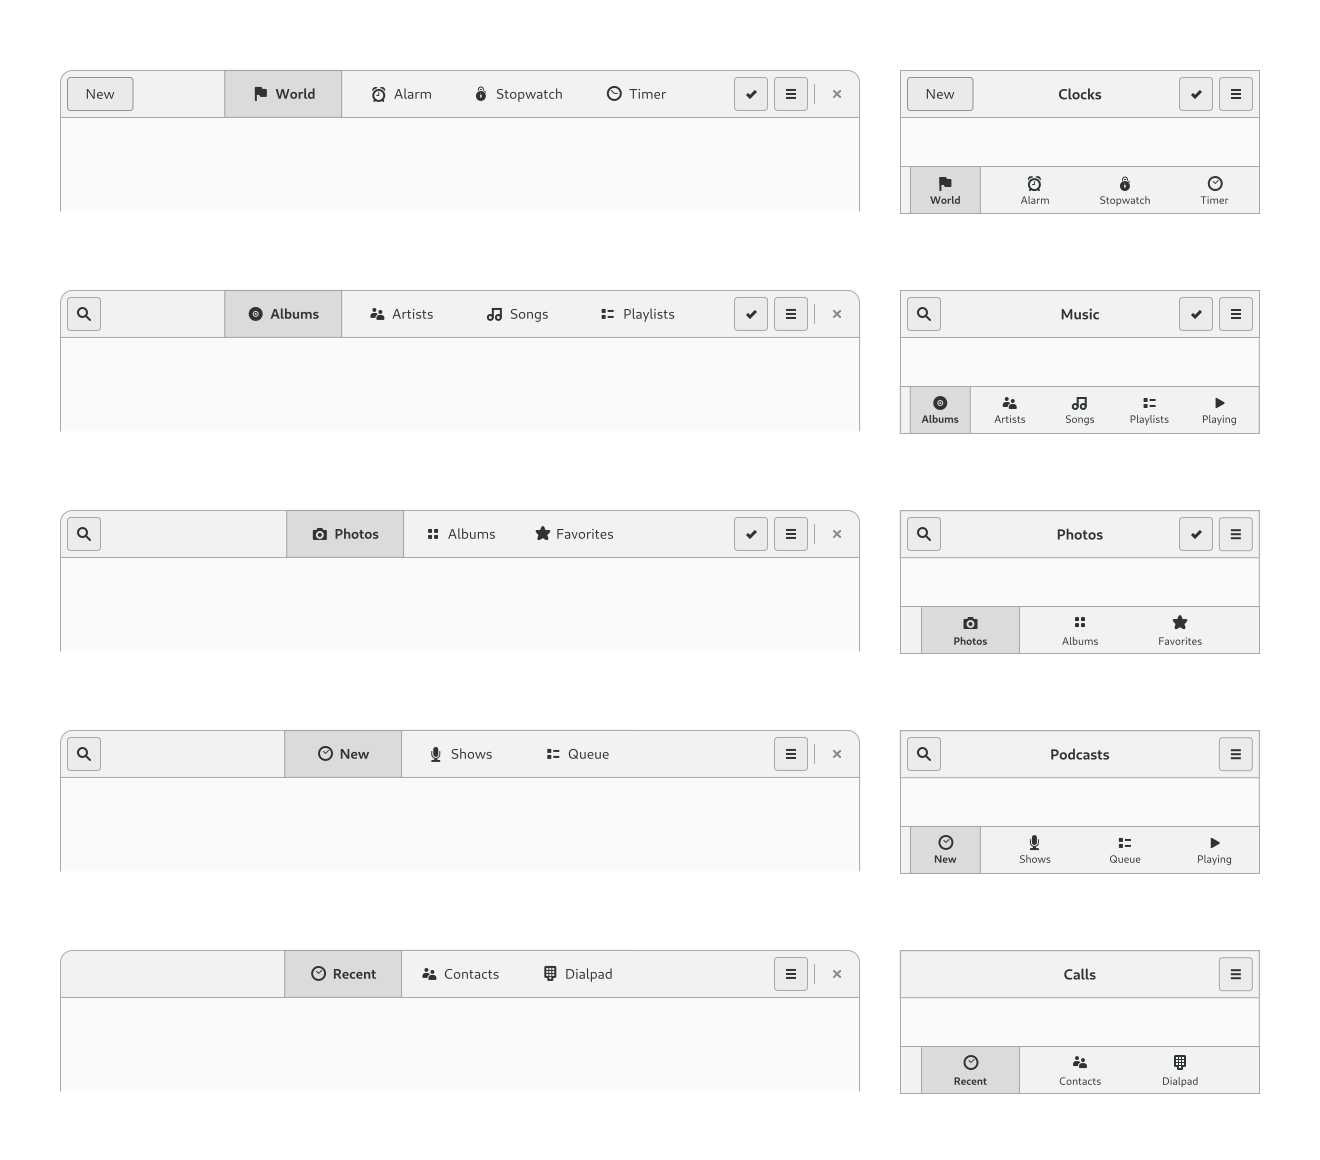 New World Alarm Stopwatch Timer
New Clocks
World Alarm Stopwatch Timer
Albums Artists Songs Playlists
Music
Albums Artists Songs Playlists Playing
Photos Albums Favorites
Photos
Photos Albums Favorites
New Shows Queue
Podcasts
New Shows Queue Playing
Recent Contacts Dialpad
Calls
Recent Contacts Dialpad